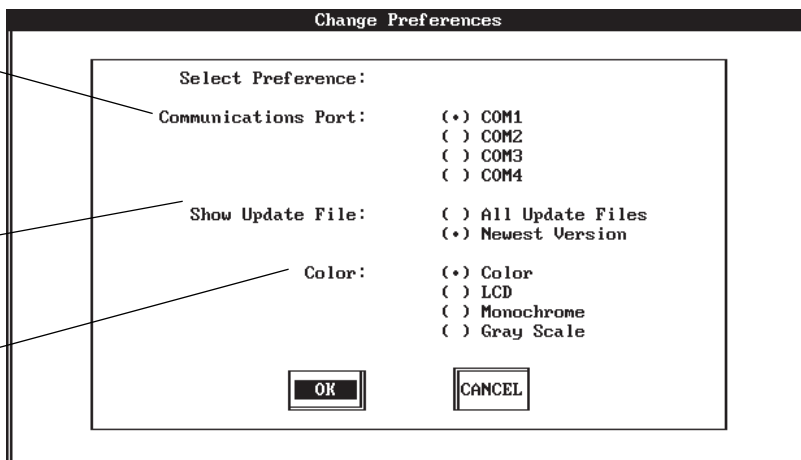 Change Preferences
Select Preference:
Communications Port: (•) COM1
( ) COM2
( ) COM3
( ) COM4
Show Update File: ( ) All Update Files
(•) Newest Version
Color: (•) Color
( ) LCD
( ) Monochrome
( ) Gray Scale
OK CANCEL